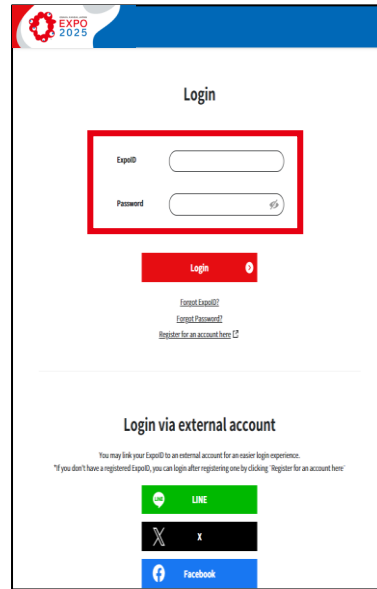 EXPO
2025
Login
ExpoID
Password
Login
Forgot ExpoID?
Forgot Password?
Register for an account here
Login via external account
You may link your ExpoID to an external account for an easier login experience.
*If you don't have a registered ExpoID, you can login after registering one by clicking "Register for an account here"
LINE
LINE
X
Facebook